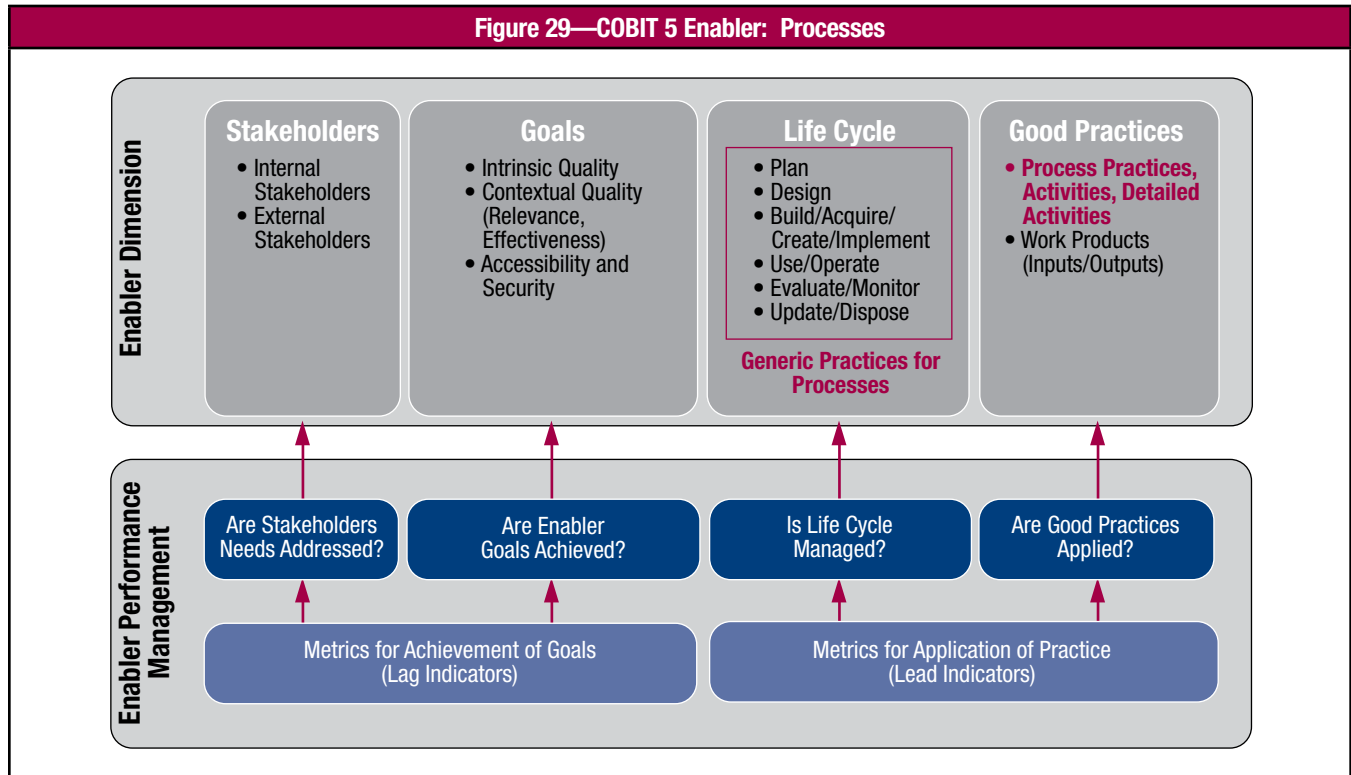 Figure 29—COBIT 5 Enabler: Processes
Enabler Dimension
Stakeholders
• Internal
Stakeholders
• External
Stakeholders
Goals
• Intrinsic Quality
• Contextual Quality
(Relevance,
Effectiveness)
• Accessibility and
Security
Life Cycle
• Plan
• Design
• Build/Acquire/
Create/Implement
• Use/Operate
• Evaluate/Monitor
• Update/Dispose
Generic Practices for
Processes
Good Practices
• Process Practices,
Activities, Detailed
Activities
• Work Products
(Inputs/Outputs)
Enabler Performance
Management
Are Stakeholders
Needs Addressed?
Are Enabler
Goals Achieved?
Is Life Cycle
Managed?
Are Good Practices
Applied?
Metrics for Achievement of Goals
(Lag Indicators)
Metrics for Application of Practice
(Lead Indicators)